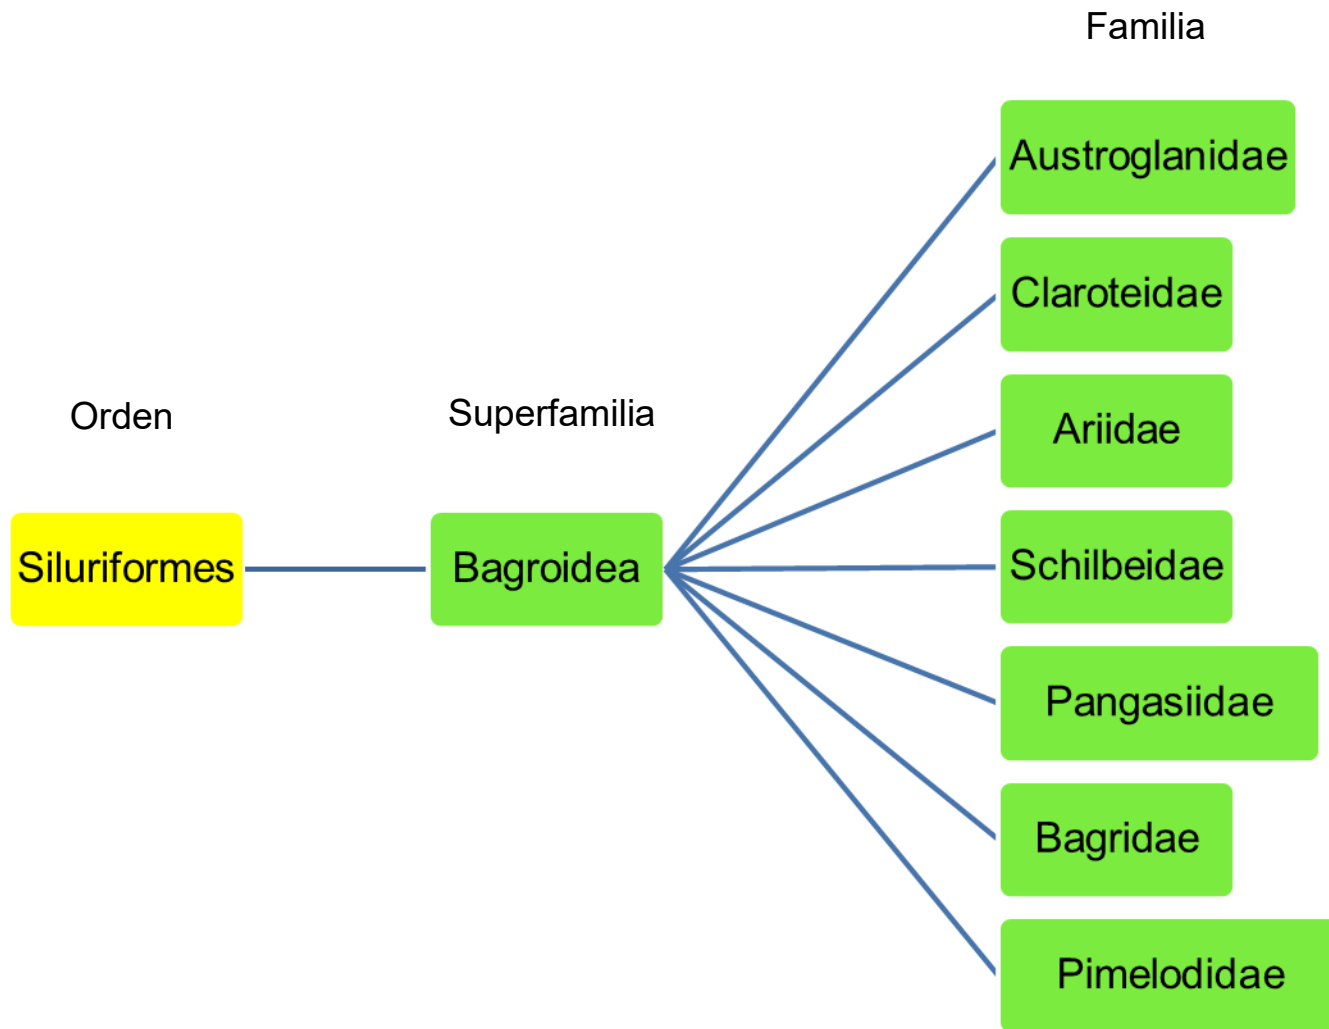 Familia
Austroglanidae
Claroteidae
Ariidae
Orden
Superfamilia
Siluriformes
Bagroidea
Schilbeidae
Pangasiidae
Bagridae
Pimelodidae